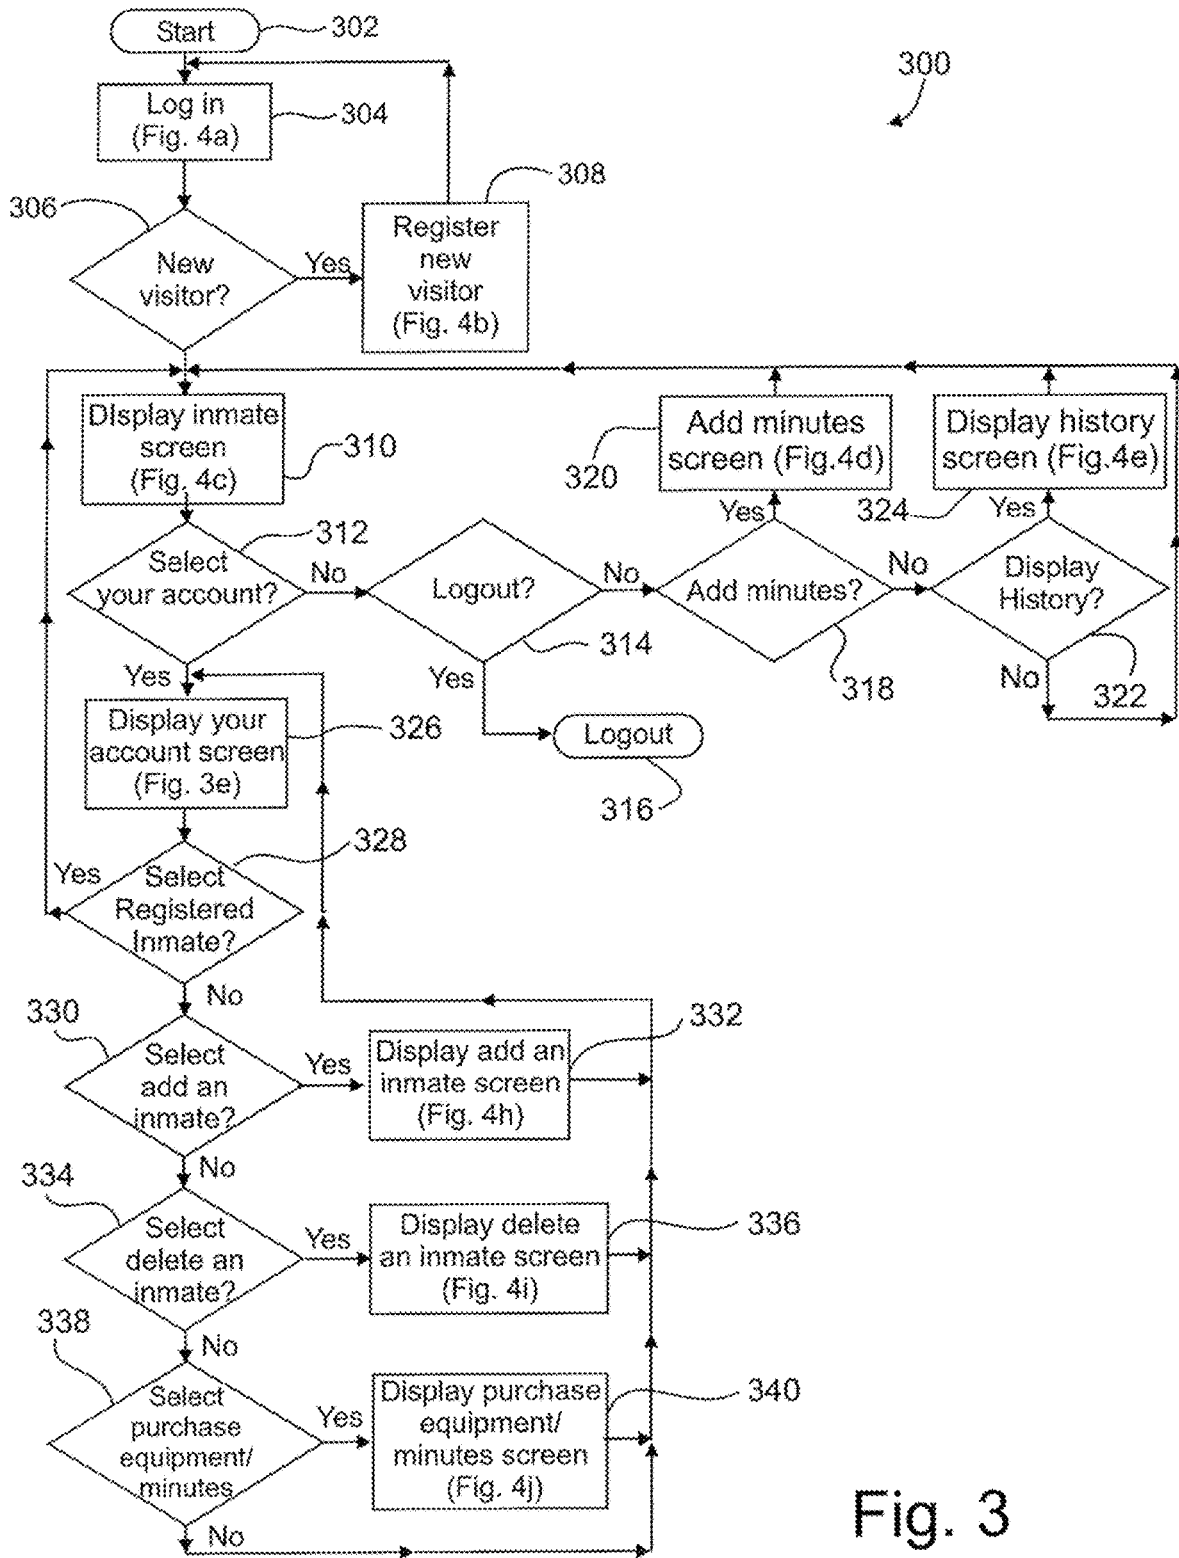 Start
302
300
Log in
(Fig. 4a)
304
306
New
visitor?
Yes
308
Register
new
visitor
(Fig. 4b)
DIsplay inmate
screen
(Fig. 4c)
310
320
Add minutes
screen (Fig.4d)
Display history
screen (Fig.4e)
324
312
Select
your account?
No
Logout?
No
Yes
Add minutes?
No
Yes
Display
History?
314
318
322
Yes
Yes
No
Display your
account screen
(Fig. 3e)
326
Logout
316
328
Yes
Select
Registered
Inmate?
No
330
Select
add an
inmate?
Yes
Display add an
inmate screen
(Fig. 4h)
332
No
334
Select
delete an
inmate?
Yes
Display delete
an inmate screen
(Fig. 4i)
336
No
338
Select
purchase
equipment/
minutes
Yes
Display purchase
equipment/
minutes screen
(Fig. 4j)
340
No
Fig. 3